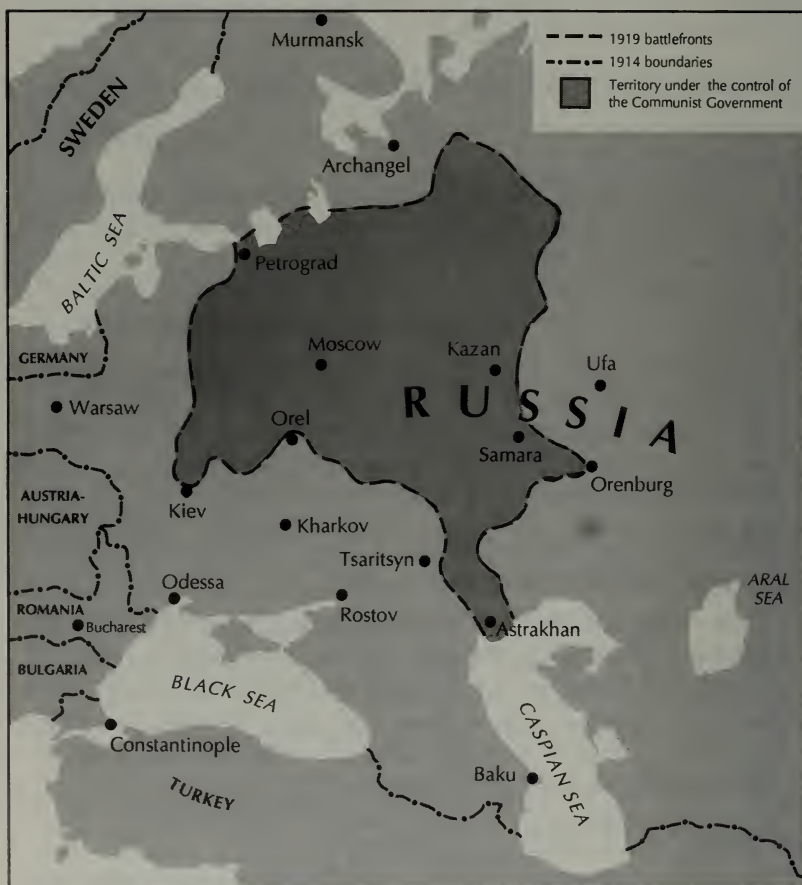 Murmansk
1919 battlefronts
1914 boundaries
Territory under the control of
the Communist Government
SWEDEN
Archangel
BALTIC SEA
Petrograd
GERMANY
Moscow
Kazan
Ufa
Warsaw
RUSSIA
Orel
Samara
Orenburg
AUSTRIA-
HUNGARY
Kiev
Kharkov
Tsaritsyn
Odessa
Rostov
ARAL
SEA
ROMANIA
Bucharest
Astrakhan
BULGARIA
BLACK SEA
CASPIAN SEA
Constantinople
Baku
TURKEY